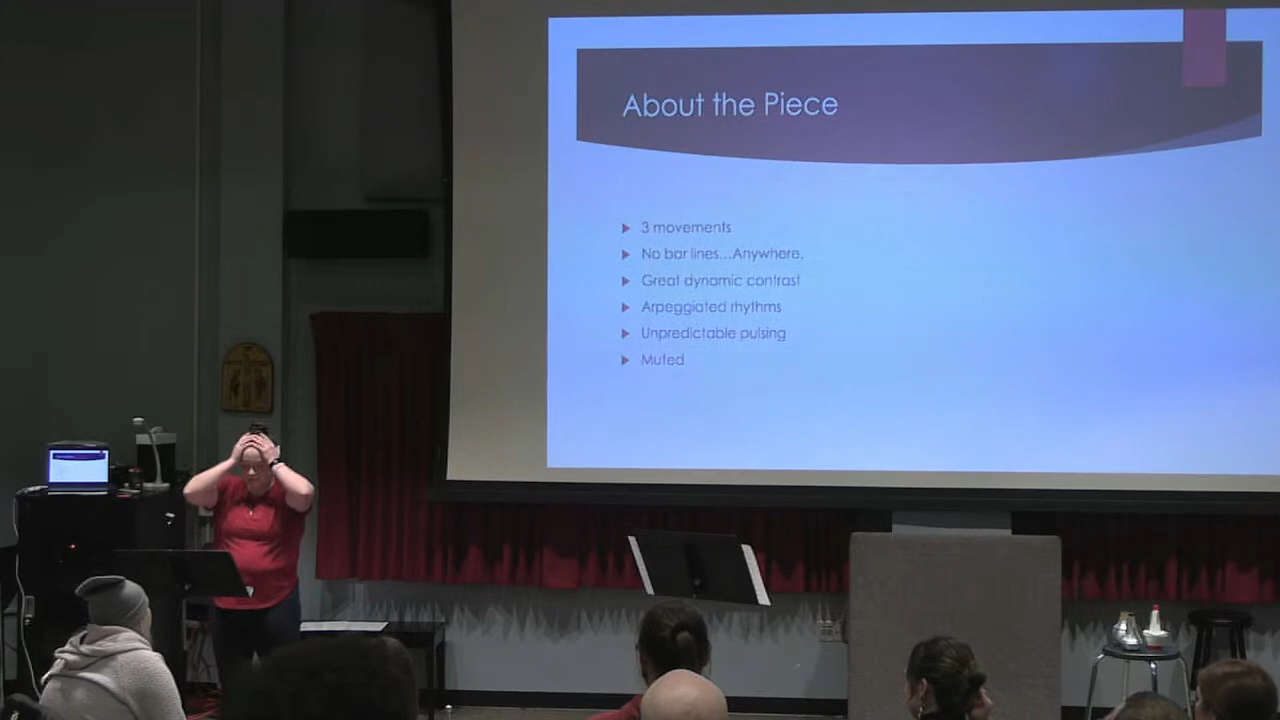 About the Piece
3 movements
No bar lines...Anywhere.
Great dynamic contrast
Arpeggiated rhythms
Unpredictable pulsing
Muted